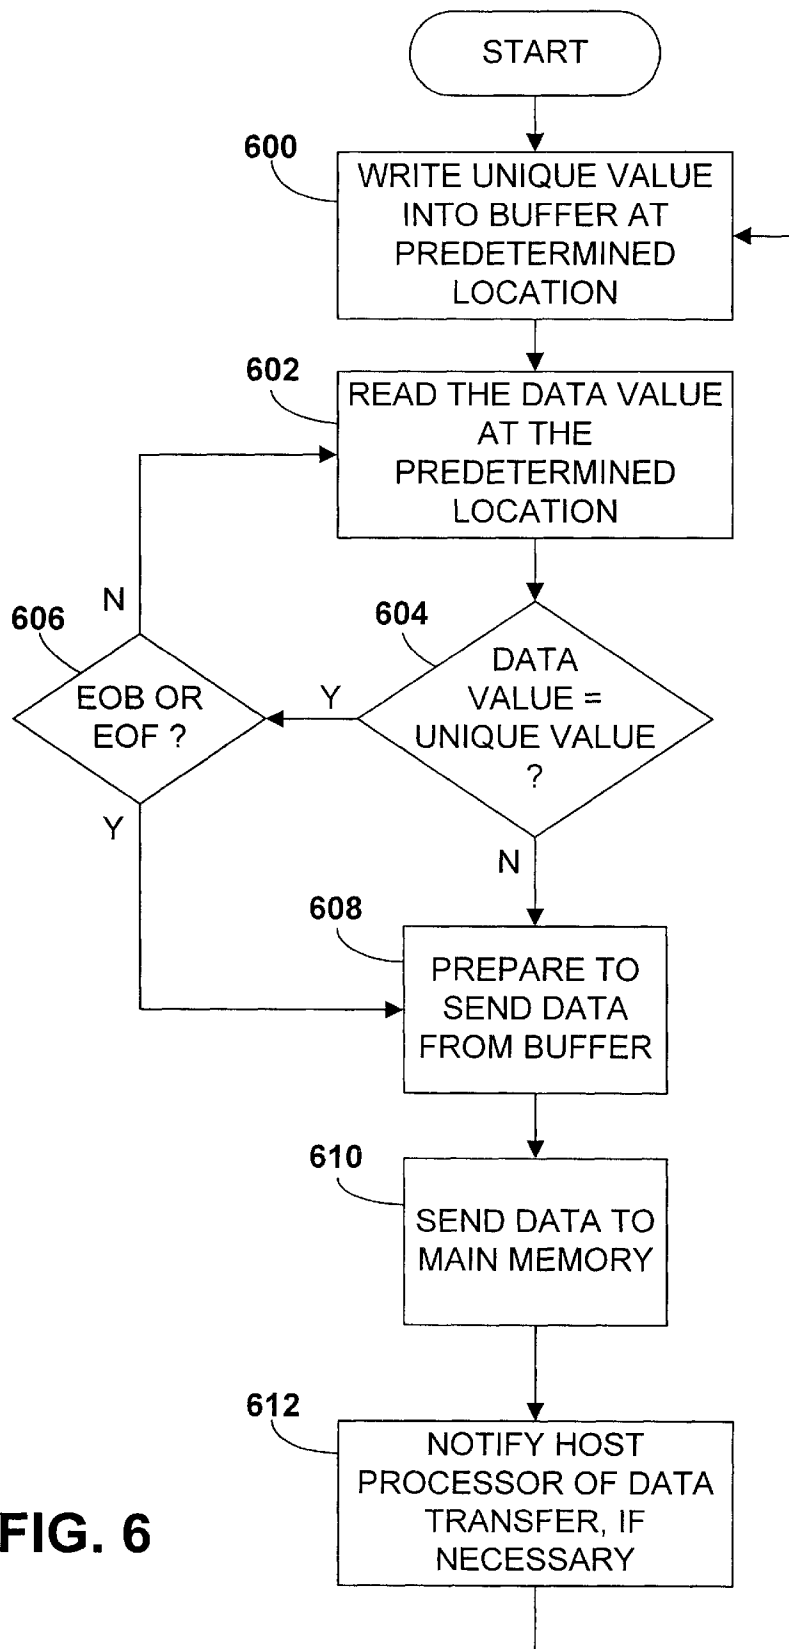 START
600
WRITE UNIQUE VALUE
INTO BUFFER AT
PREDETERMINED
LOCATION
602
READ THE DATA VALUE
AT THE
PREDETERMINED
LOCATION
N
606
604
EOB OR
EOF ?
Y
DATA
VALUE =
UNIQUE VALUE
?
Y
N
608
PREPARE TO
SEND DATA
FROM BUFFER
610
SEND DATA TO
MAIN MEMORY
612
NOTIFY HOST
PROCESSOR OF DATA
TRANSFER, IF
NECESSARY
FIG. 6